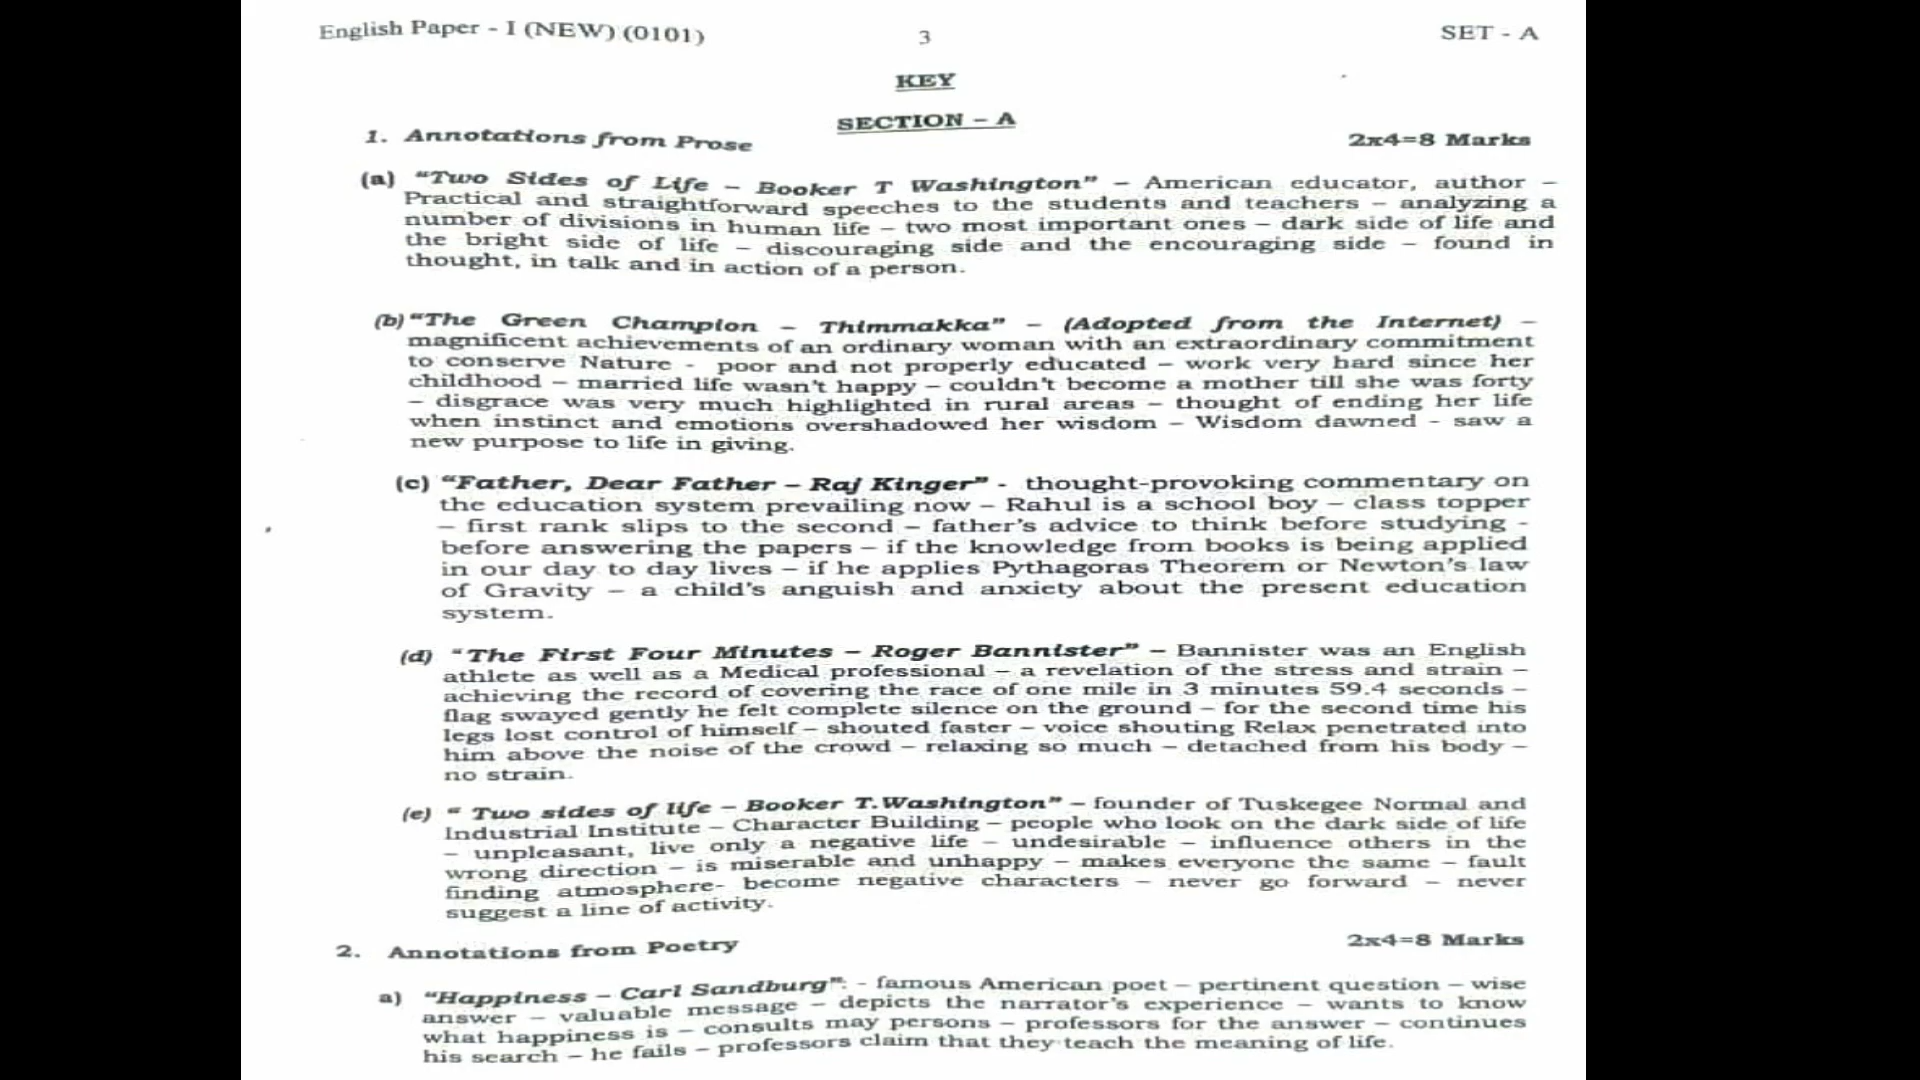 English Paper - I (NEW) (0101)
3
SET - A
KEY
SECTION – A
1. Annotations from Prose
2x4=8 Marks
(a) “Two Sides of Life – Booker T Washington” – American educator, author –
Practical and straightforward speeches to the students and teachers – analyzing a
number of divisions in human life – two most important ones – dark side of life and
the bright side of life – discouraging side and the encouraging side – found in
thought, in talk and in action of a person.
(b) “The Green Champion – Thimmakka” – (Adopted from the Internet) –
magnificent achievements of an ordinary woman with an extraordinary commitment
to conserve Nature - poor and not properly educated – work very hard since her
childhood – married life wasn't happy – couldn't become a mother till she was forty
– disgrace was very much highlighted in rural areas – thought of ending her life
when instinct and emotions overshadowed her wisdom – Wisdom dawned - saw a
new purpose to life in giving.
(c) “Father, Dear Father – Raj Kinger” - thought-provoking commentary on
the education system prevailing now – Rahul is a school boy – class topper
– first rank slips to the second – father's advice to think before studying -
before answering the papers – if the knowledge from books is being applied
in our day to day lives – if he applies Pythagoras Theorem or Newton's law
of Gravity – a child's anguish and anxiety about the present education
system.
(d) “The First Four Minutes – Roger Bannister” – Bannister was an English
athlete as well as a Medical professional – a revelation of the stress and strain –
achieving the record of covering the race of one mile in 3 minutes 59.4 seconds –
flag swayed gently he felt complete silence on the ground – for the second time his
legs lost control of himself – shouted faster – voice shouting Relax penetrated into
him above the noise of the crowd – relaxing so much – detached from his body –
no strain.
(e) “ Two sides of life – Booker T.Washington” – founder of Tuskegee Normal and
Industrial Institute – Character Building – people who look on the dark side of life
– unpleasant, live only a negative life – undesirable – influence others in the
wrong direction – is miserable and unhappy – makes everyone the same – fault
finding atmosphere- become negative characters – never go forward – never
suggest a line of activity.
2. Annotations from Poetry
2x4=8 Marks
a) “Happiness – Carl Sandburg”: - famous American poet – pertinent question – wise
answer – valuable message – depicts the narrator's experience – wants to know
what happiness is – consults may persons – professors for the answer – continues
his search – he fails – professors claim that they teach the meaning of life.